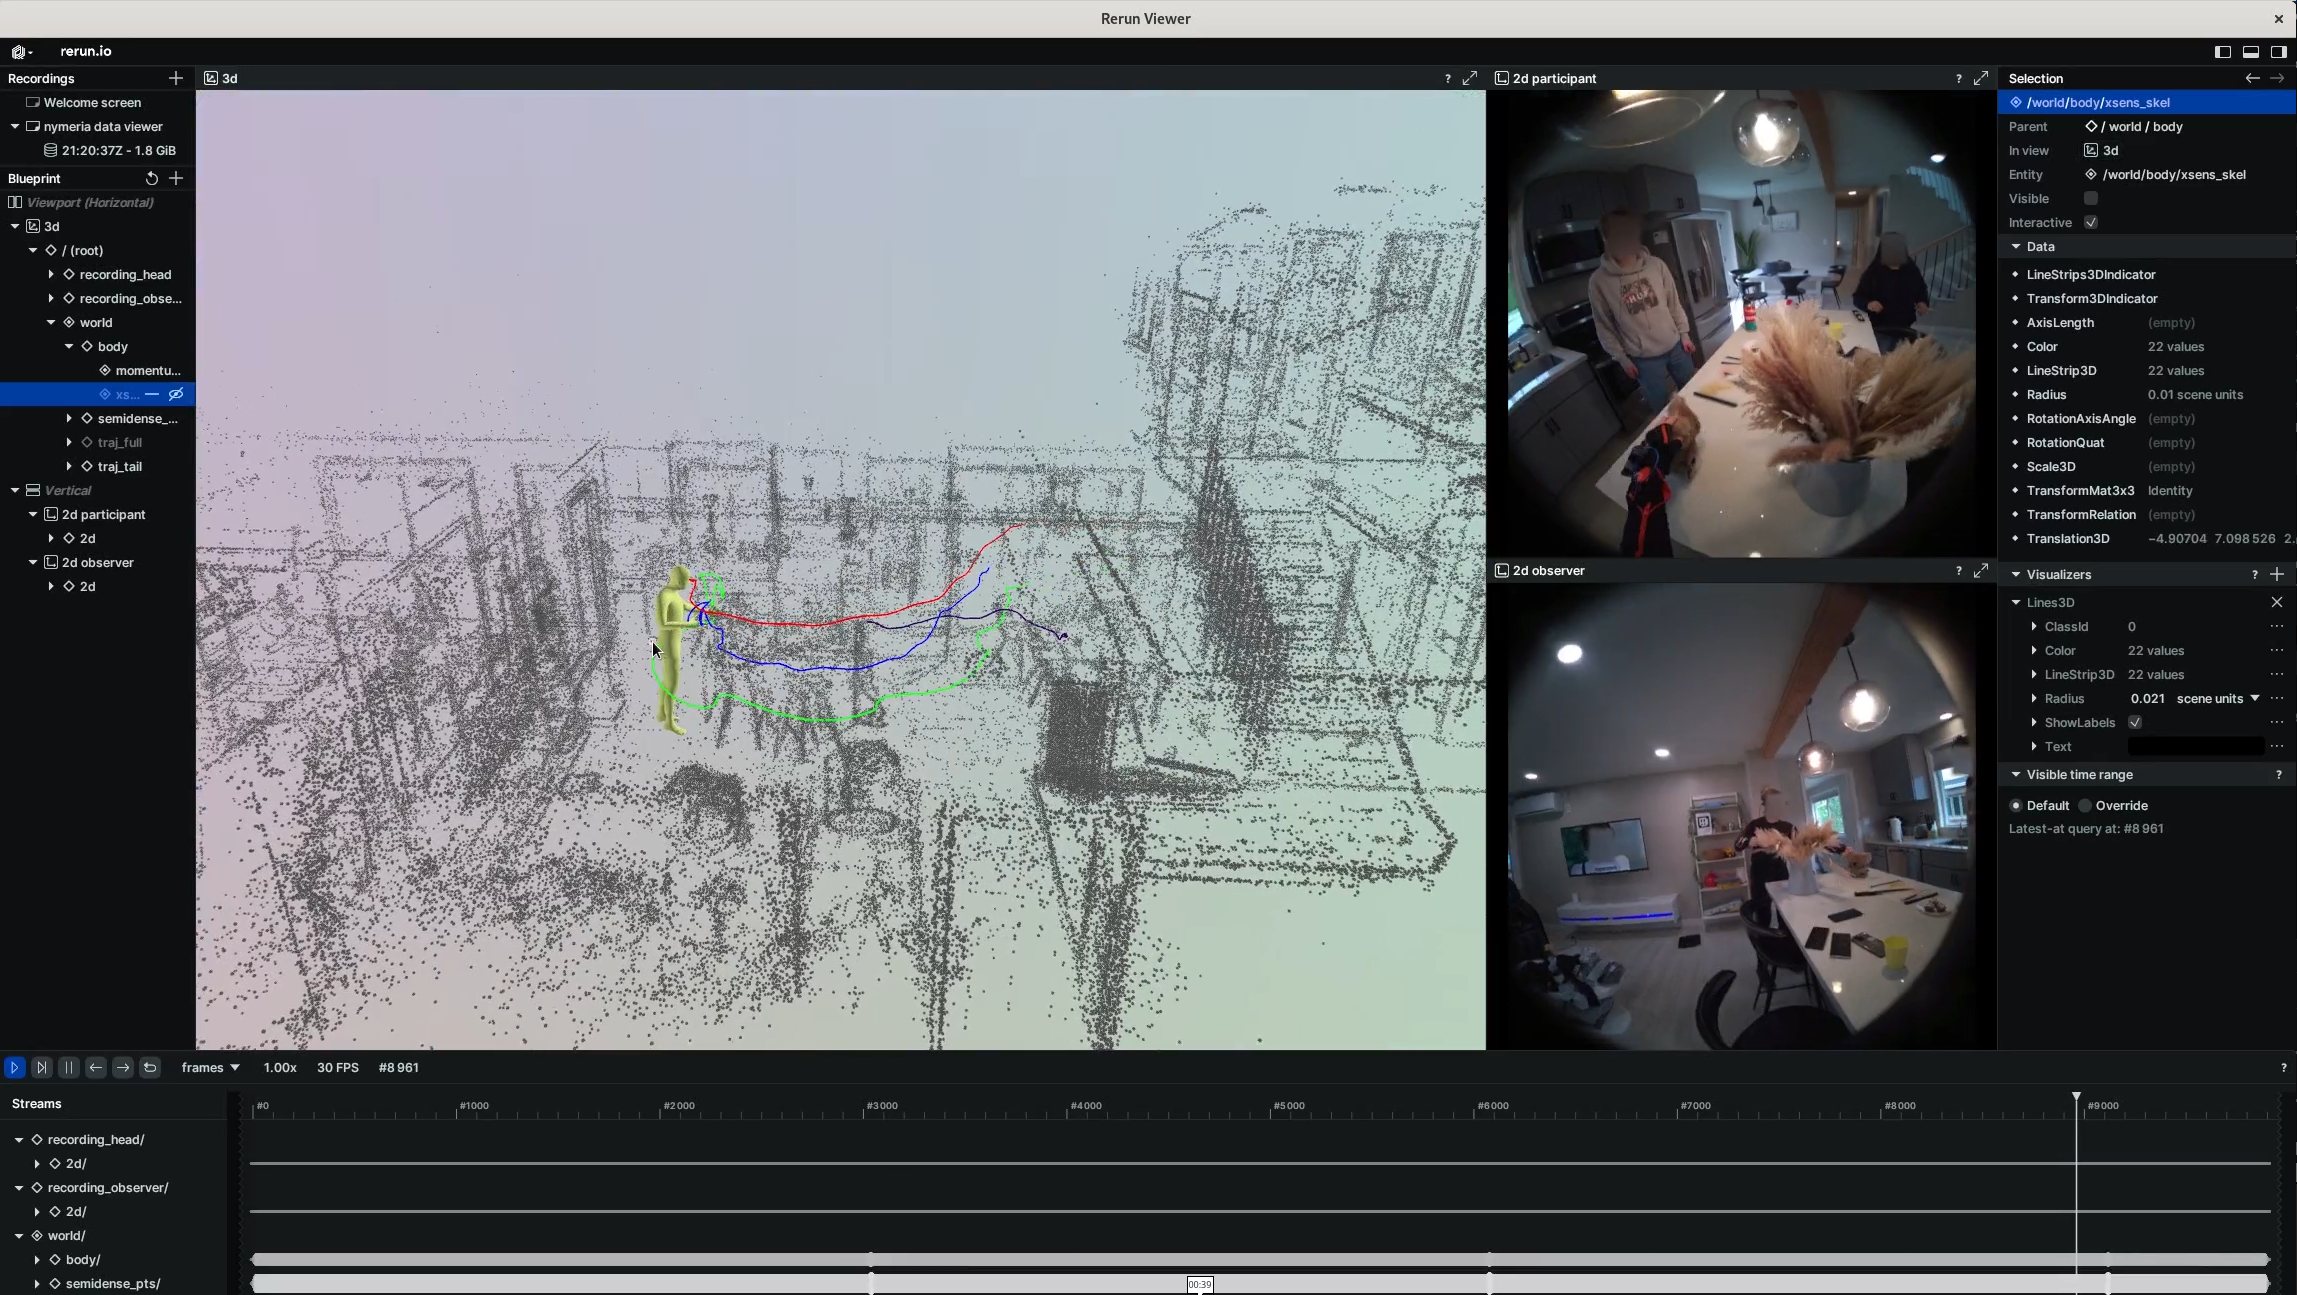 Rerun Viewer
rerun.io
Recordings
Welcome screen
nymeria data viewer
21:20:37Z - 1.8 GiB
Blueprint
Viewport (Horizontal)
3d
/ (root)
recording_head
recording_obse…
world
body
momentu…
xs…
semidense_…
traj_full
traj_tail
Vertical
2d participant
2d
2d observer
2d
3d
?
2d participant
?
2d observer
?
Selection
/world/body/xsens_skel
Parent / world / body
In view 3d
Entity /world/body/xsens_skel
Visible
Interactive
Data
LineStrips3DIndicator
Transform3DIndicator
AxisLength (empty)
Color 22 values
LineStrip3D 22 values
Radius 0.01 scene units
RotationAxisAngle (empty)
RotationQuat (empty)
Scale3D (empty)
TransformMat3x3 Identity
TransformRelation (empty)
Translation3D −4.90704 7.098 526 2.
Visualizers ?
Lines3D
ClassId 0
Color 22 values
LineStrip3D 22 values
Radius 0.021 scene units
ShowLabels
Text
Visible time range ?
Default Override
Latest-at query at: #8 961
frames 1.00x 30 FPS #8 961 ?
Streams
#0 #1000 #2000 #3000 #4000 #5000 #6000 #7000 #8000 #9000
recording_head/
2d/
recording_observer/
2d/
world/
body/
semidense_pts/
00:39